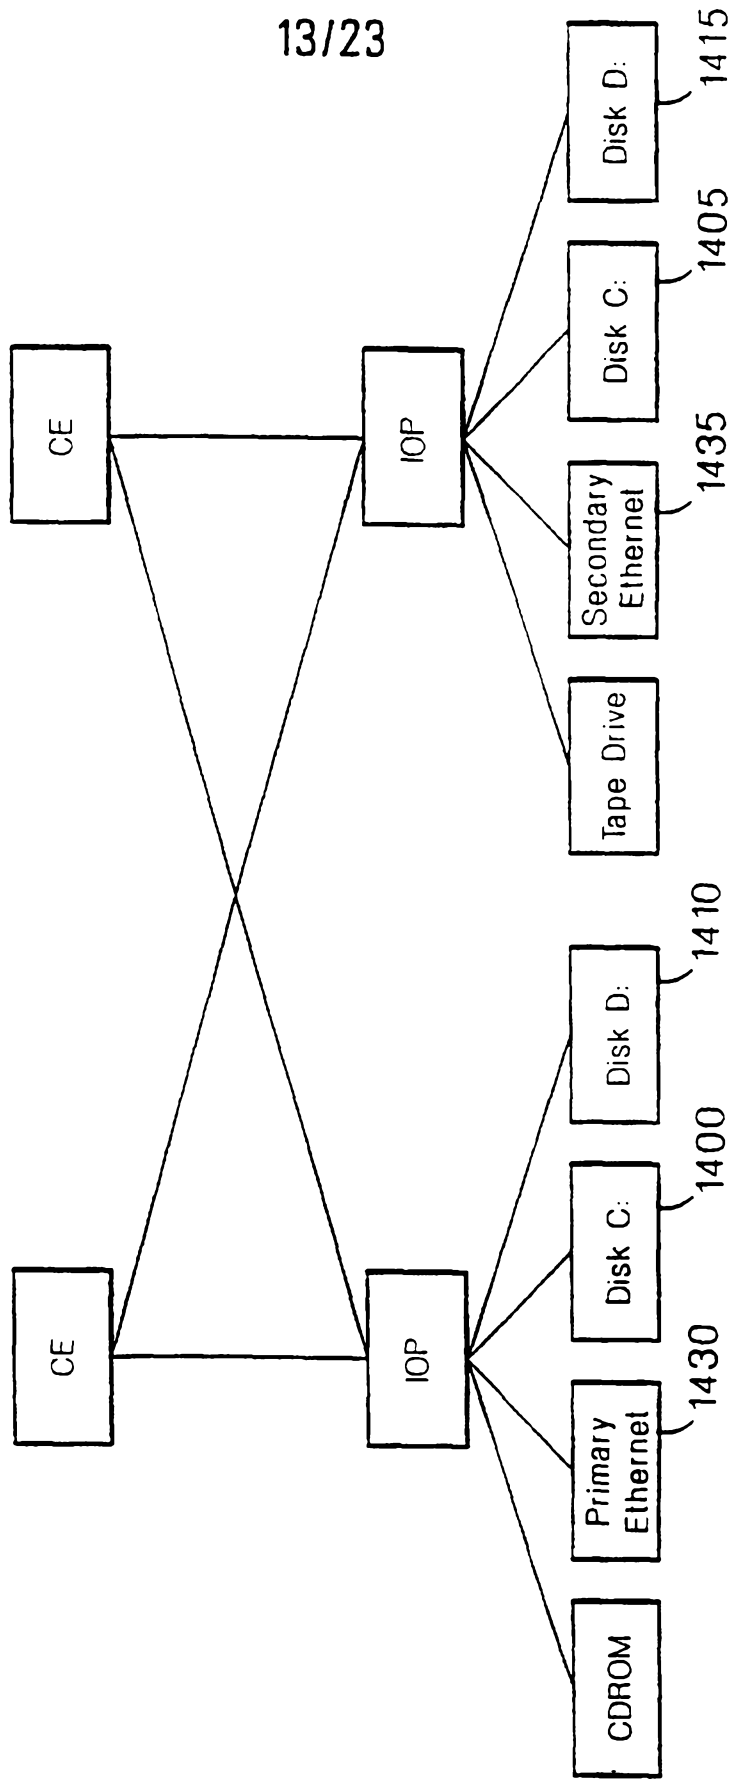 13/23
CE
CE
IOP
IOP
CDROM
Primary
Ethernet
1430
Disk C:
1400
Disk D:
1410
Tape Drive
Secondary
Ethernet
1435
Disk C:
1405
Disk D:
1415